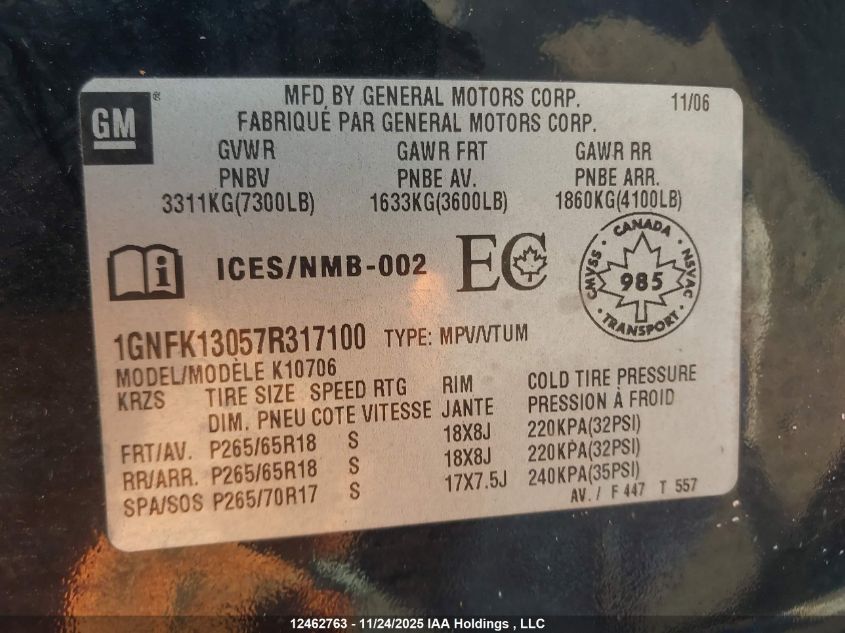 GM
MFD BY GENERAL MOTORS CORP. 11/06
FABRIQUÉ PAR GENERAL MOTORS CORP.
GVWR GAWR FRT GAWR RR
PNBV PNBE AV. PNBE ARR.
3311KG(7300LB) 1633KG(3600LB) 1860KG(4100LB)
i ICES/NMB-002 EC
CANADA
CMVSS 985 NSVAC
TRANSPORT
1GNFK13057R317100 TYPE: MPV/VTUM
MODEL/MODÈLE K10706
KRZS TIRE SIZE SPEED RTG RIM COLD TIRE PRESSURE
DIM. PNEU COTE VITESSE JANTE PRESSION À FROID
FRT/AV. P265/65R18 S 18X8J 220KPA(32PSI)
RR/ARR. P265/65R18 S 18X8J 220KPA(32PSI)
SPA/SOS P265/70R17 S 17X7.5J 240KPA(35PSI)
AV. / F 447 T 557
12462763 - 11/24/2025 IAA Holdings , LLC